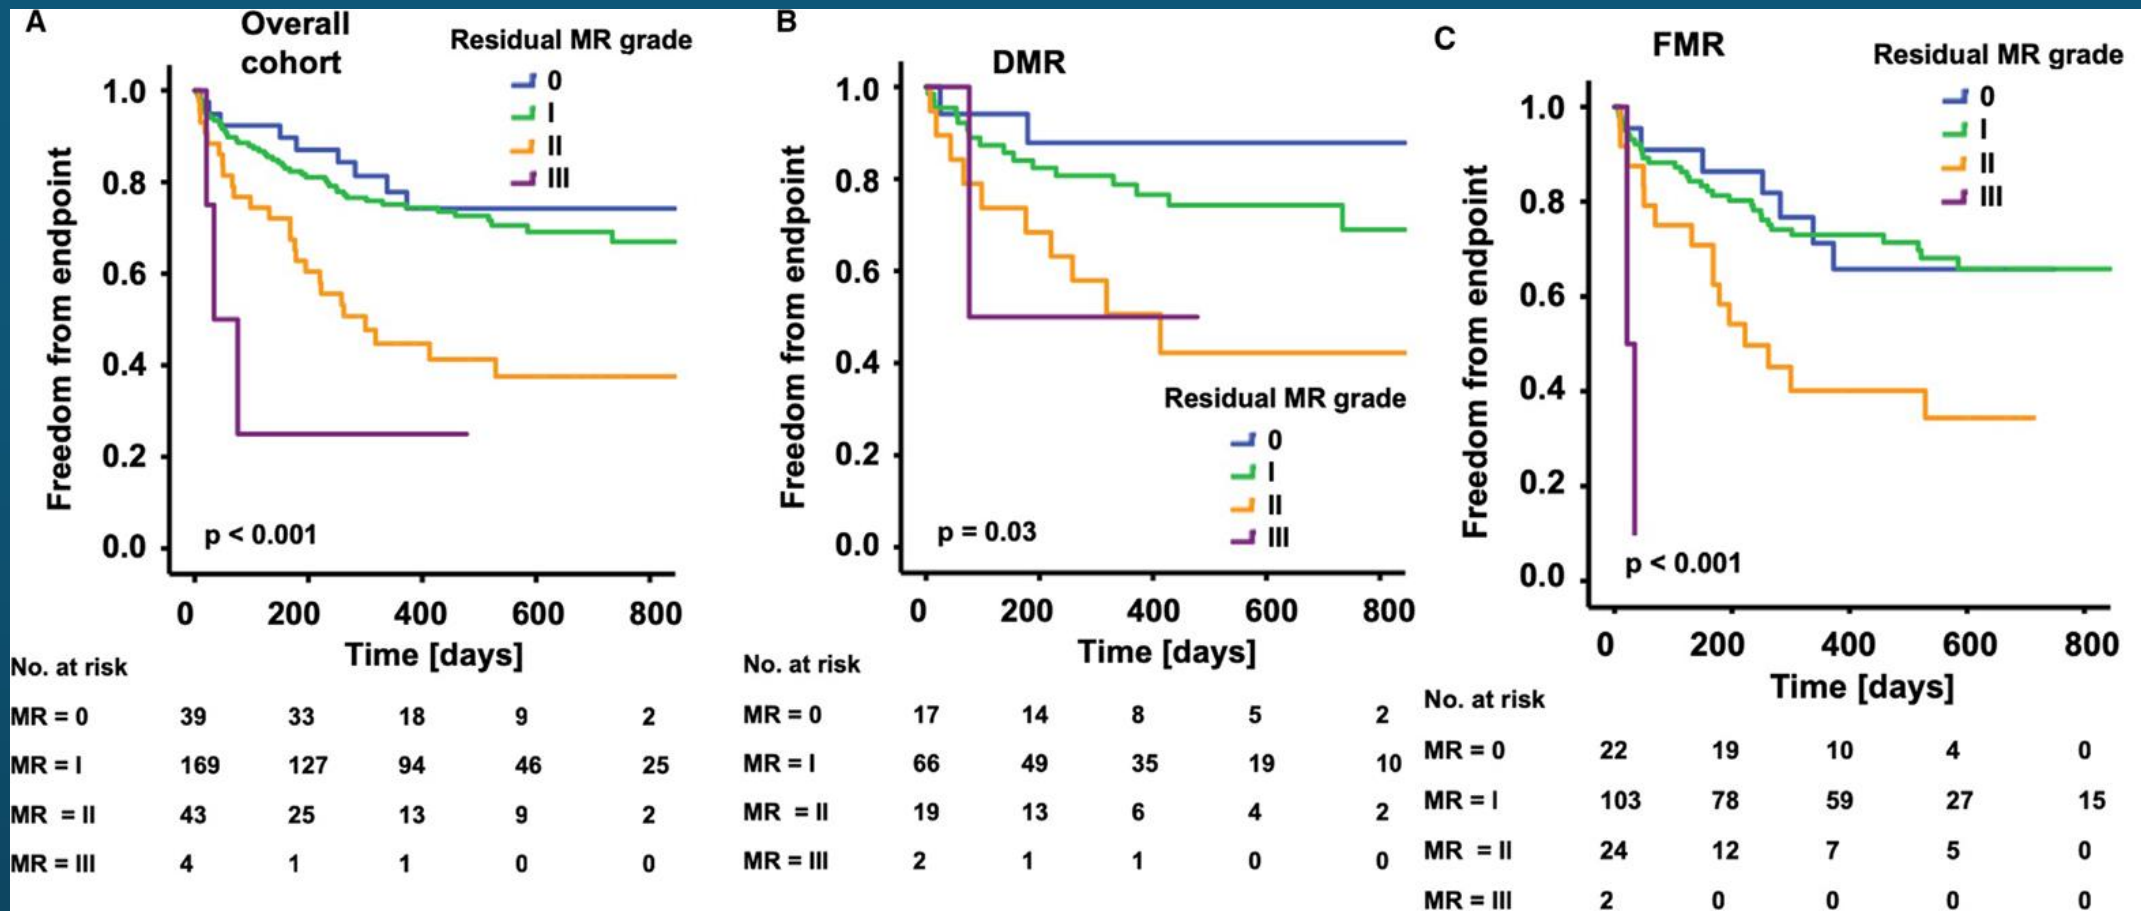 A
Overall
cohort
Residual MR grade
0
I
II
III
1.0
0.8
0.6
0.4
0.2
0.0
Freedom from endpoint
p < 0.001
0 200 400 600 800
Time [days]
No. at risk
MR = 0 39 33 18 9 2
MR = I 169 127 94 46 25
MR = II 43 25 13 9 2
MR = III 4 1 1 0 0
B
DMR
1.0
0.8
0.6
0.4
0.2
0.0
Freedom from endpoint
Residual MR grade
0
I
II
III
p = 0.03
0 200 400 600 800
Time [days]
No. at risk
MR = 0 17 14 8 5 2
MR = I 66 49 35 19 10
MR = II 19 13 6 4 2
MR = III 2 1 1 0 0
C
FMR
Residual MR grade
0
I
II
III
1.0
0.8
0.6
0.4
0.2
0.0
Freedom from endpoint
p < 0.001
0 200 400 600 800
Time [days]
No. at risk
MR = 0 22 19 10 4 0
MR = I 103 78 59 27 15
MR = II 24 12 7 5 0
MR = III 2 0 0 0 0